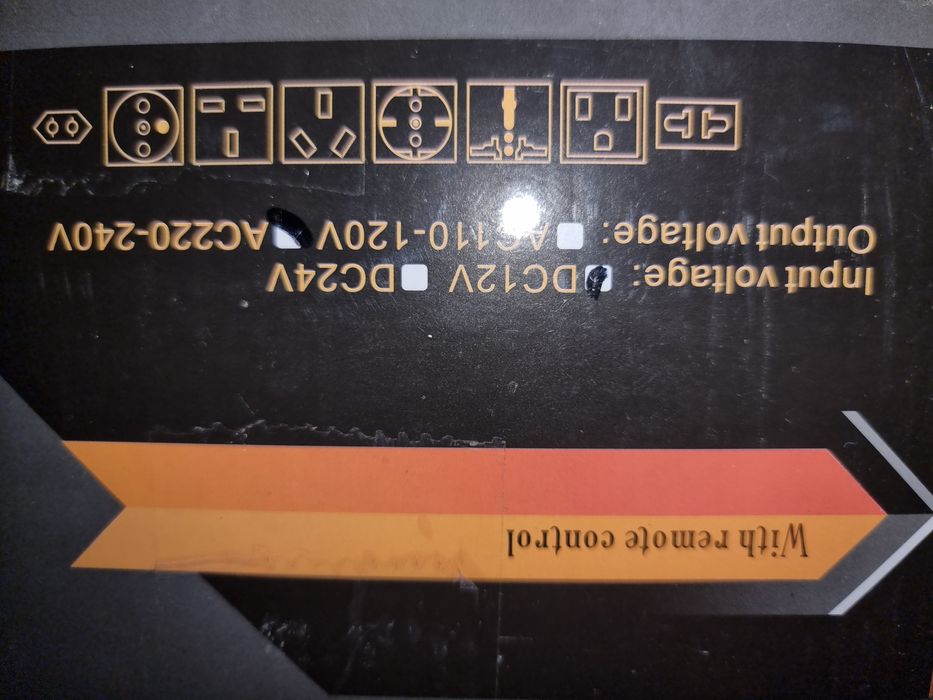 With remote control
Input voltage: DC12V DC24V
Output voltage: AC110-120V AC220-240V